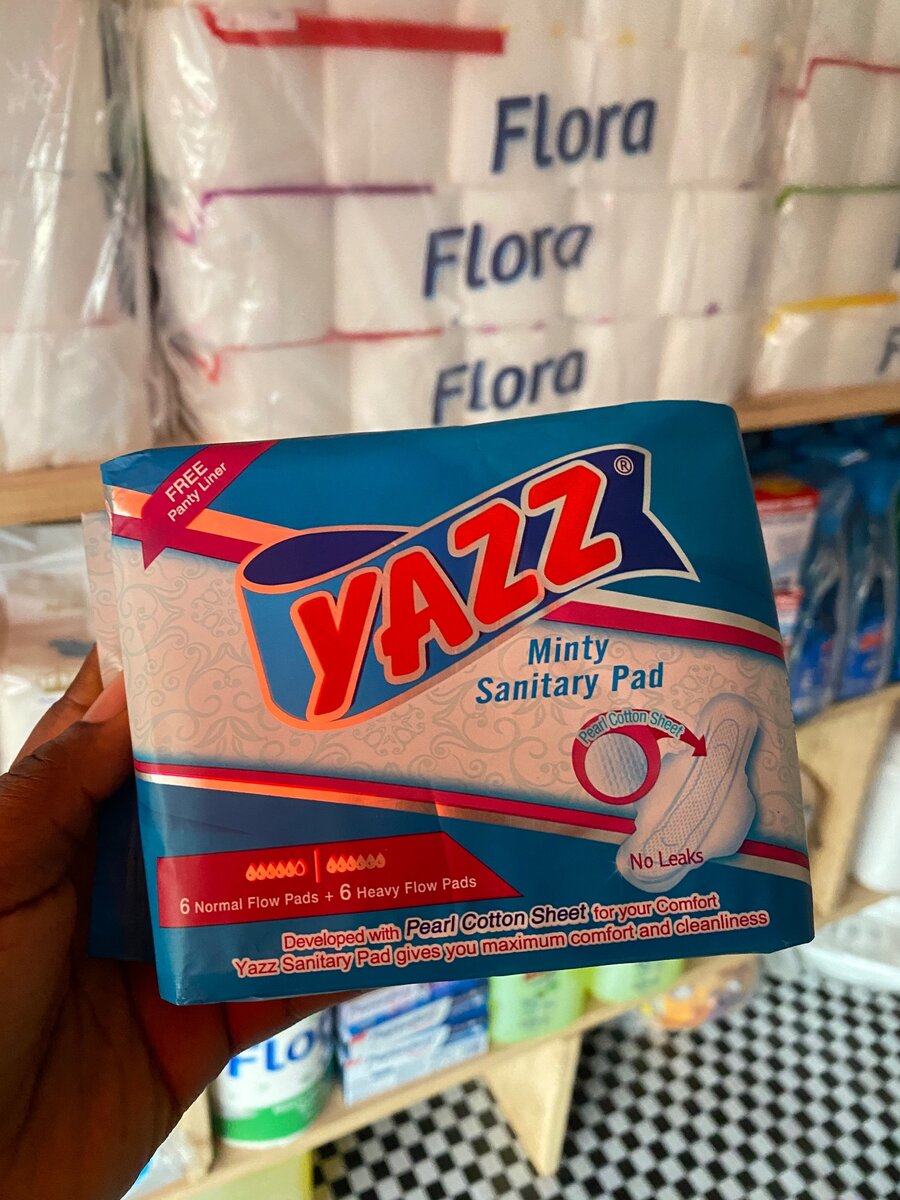 Flora
Flora
Flora
FREE
Panty Liner
YAZZ®
Minty
Sanitary Pad
Pearl Cotton Sheet
No Leaks
6 Normal Flow Pads + 6 Heavy Flow Pads
Developed with Pearl Cotton Sheet for your Comfort
Yazz Sanitary Pad gives you maximum comfort and cleanliness
Flo